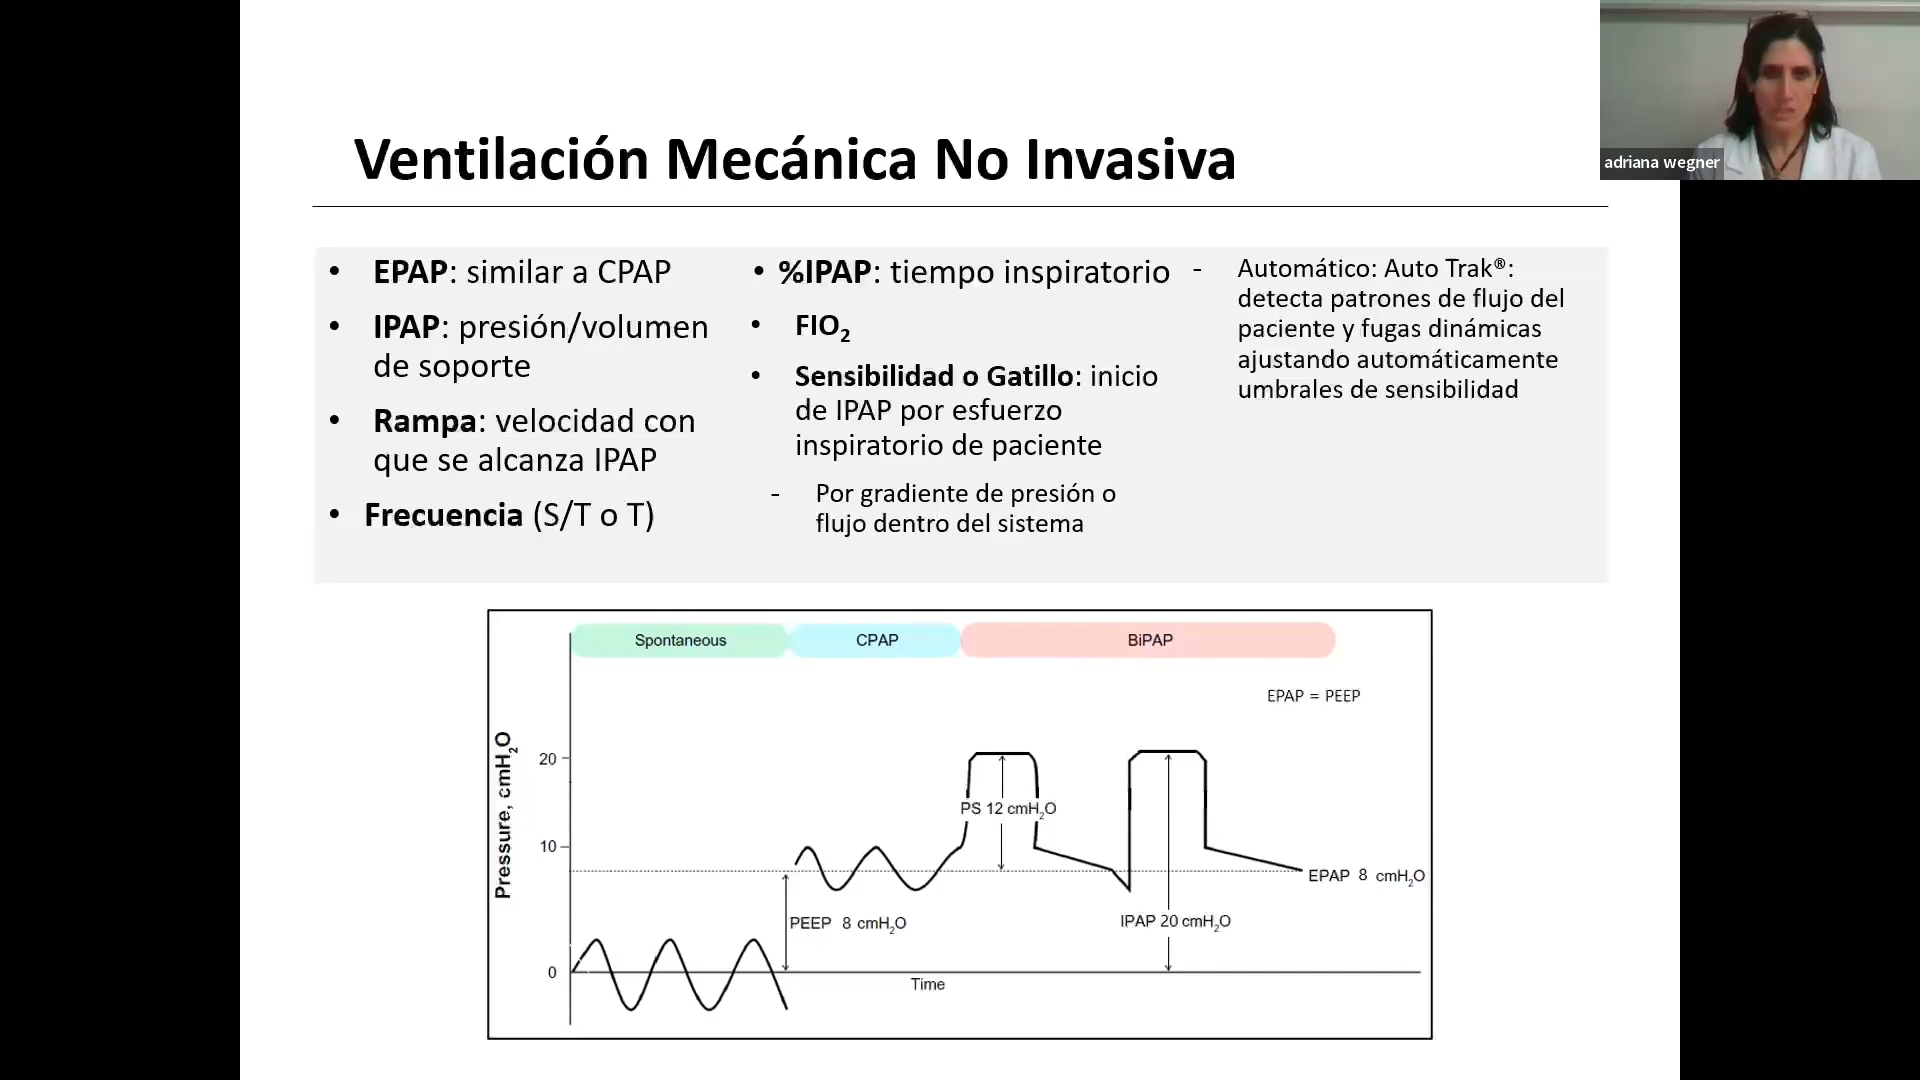 adriana wegner
Ventilación Mecánica No Invasiva
• EPAP: similar a CPAP
• IPAP: presión/volumen
de soporte
• Rampa: velocidad con
que se alcanza IPAP
• Frecuencia (S/T o T)
• %IPAP: tiempo inspiratorio
• FIO₂
• Sensibilidad o Gatillo: inicio
de IPAP por esfuerzo
inspiratorio de paciente
- Por gradiente de presión o
flujo dentro del sistema
- Automático: Auto Trak®:
detecta patrones de flujo del
paciente y fugas dinámicas
ajustando automáticamente
umbrales de sensibilidad
Spontaneous
CPAP
BiPAP
EPAP = PEEP
Pressure, cmH₂O
20
10
0
PS 12 cmH₂O
EPAP 8 cmH₂O
PEEP 8 cmH₂O
IPAP 20 cmH₂O
Time